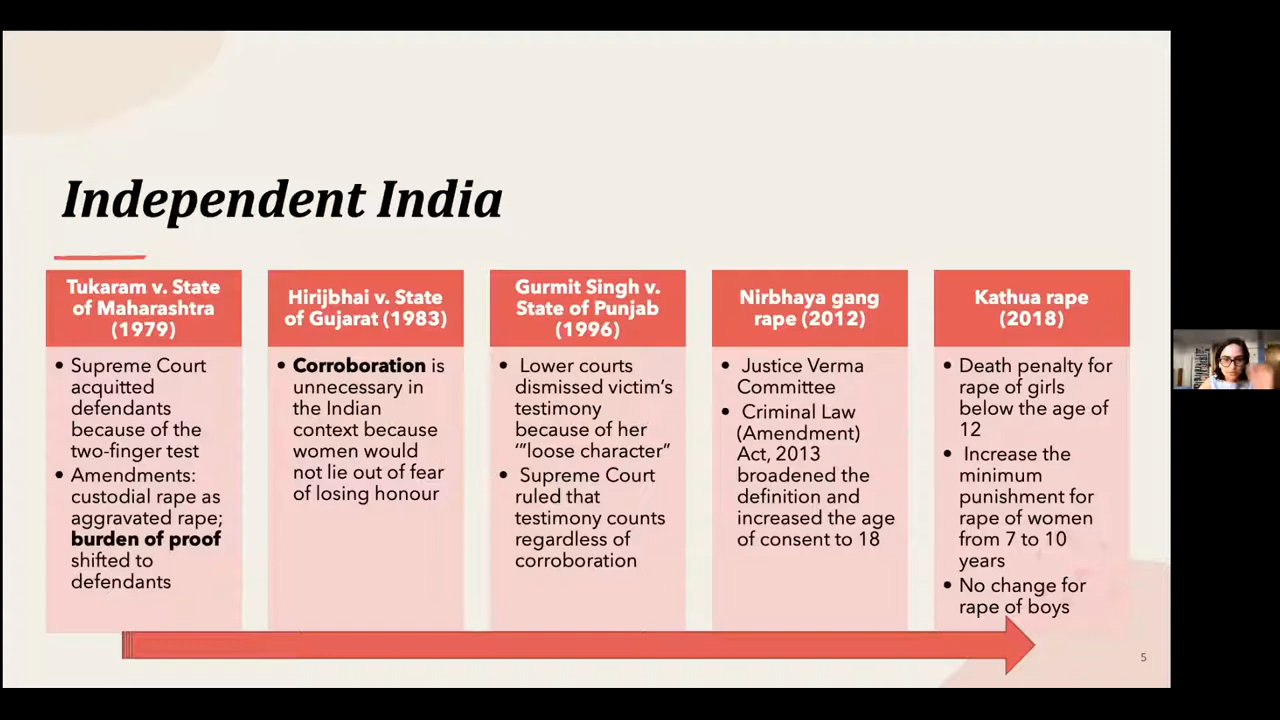 Independent India
Tukaram v. State
of Maharashtra
(1979)
• Supreme Court
acquitted
defendants
because of the
two-finger test
• Amendments:
custodial rape as
aggravated rape;
burden of proof
shifted to
defendants
Hirijbhai v. State
of Gujarat (1983)
• Corroboration is
unnecessary in
the Indian
context because
women would
not lie out of fear
of losing honour
Gurmit Singh v.
State of Punjab
(1996)
• Lower courts
dismissed victim’s
testimony
because of her
‘”loose character”
• Supreme Court
ruled that
testimony counts
regardless of
corroboration
Nirbhaya gang
rape (2012)
• Justice Verma
Committee
• Criminal Law
(Amendment)
Act, 2013
broadened the
definition and
increased the age
of consent to 18
Kathua rape
(2018)
• Death penalty for
rape of girls
below the age of
12
• Increase the
minimum
punishment for
rape of women
from 7 to 10
years
• No change for
rape of boys
5